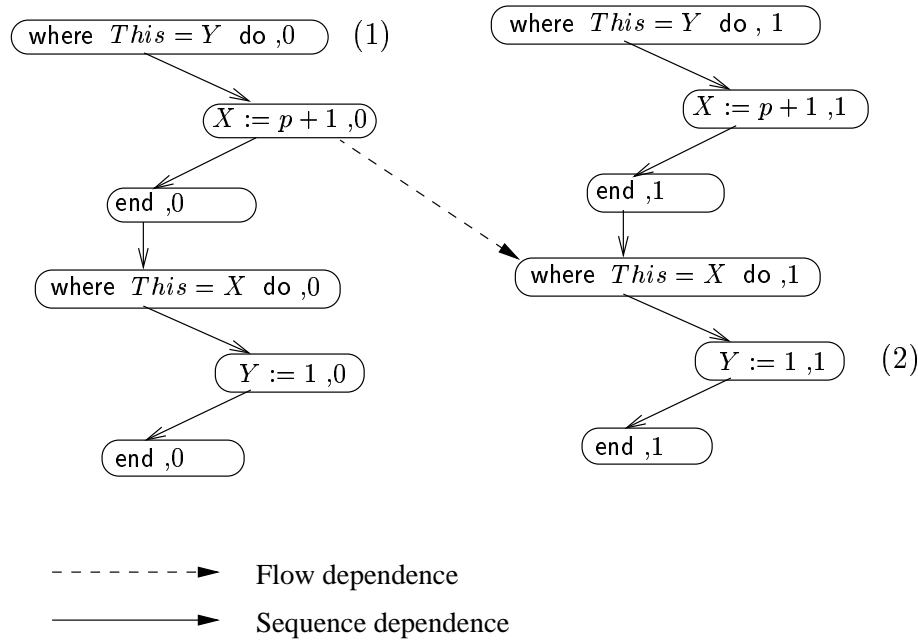 where This = Y do ,0
(1)
X := p + 1 ,0
end ,0
where This = X do ,0
Y := 1 ,0
end ,0
where This = Y do , 1
X := p + 1 ,1
end ,1
where This = X do ,1
Y := 1 ,1
(2)
end ,1
Flow dependence
Sequence dependence